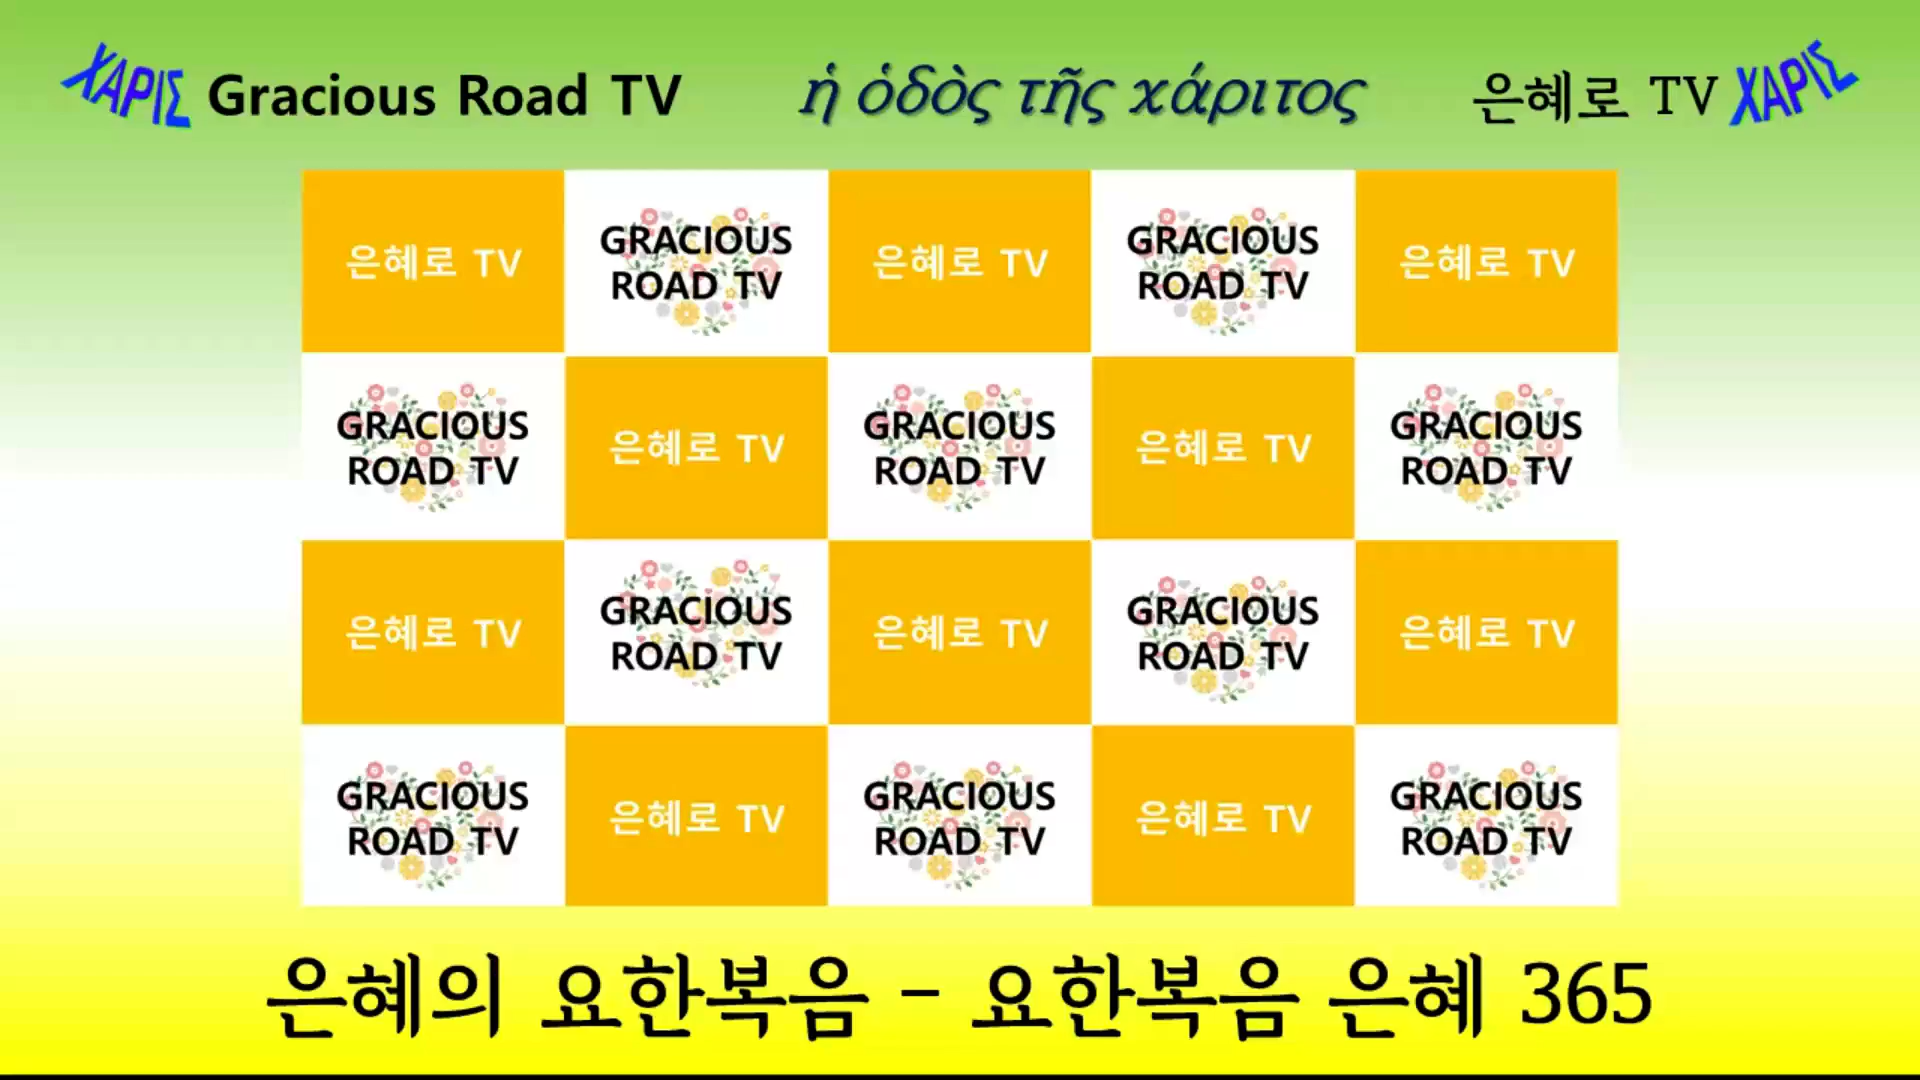 ΧΑΡΙΣ Gracious Road TV ἡ ὁδὸς τῆς χάριτος 은혜로 TV ΧΑΡΙΣ
은혜로 TV GRACIOUS ROAD TV 은혜로 TV GRACIOUS ROAD TV 은혜로 TV
GRACIOUS ROAD TV 은혜로 TV GRACIOUS ROAD TV 은혜로 TV GRACIOUS ROAD TV
은혜로 TV GRACIOUS ROAD TV 은혜로 TV GRACIOUS ROAD TV 은혜로 TV
GRACIOUS ROAD TV 은혜로 TV GRACIOUS ROAD TV 은혜로 TV GRACIOUS ROAD TV
은혜의 요한복음 - 요한복음 은혜 365